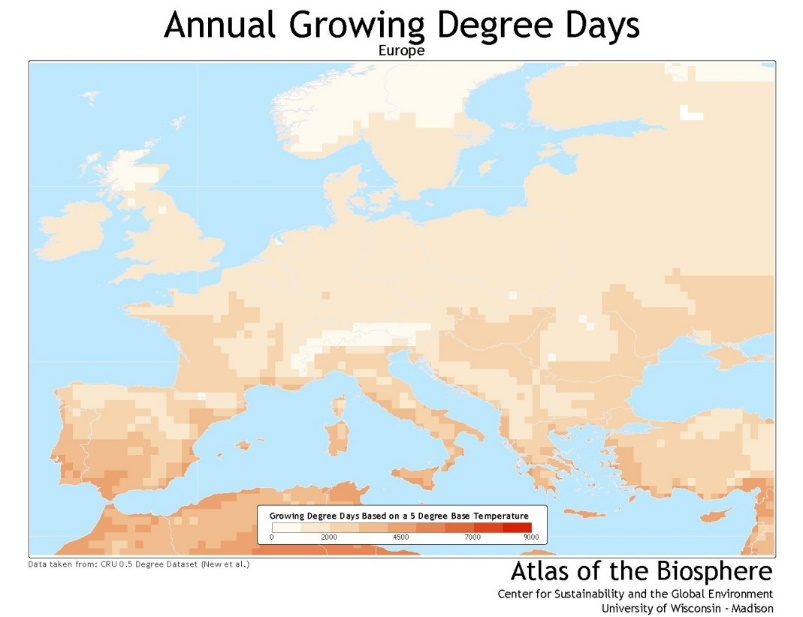 Annual Growing Degree Days
Europe
Growing Degree Days Based on a 5 Degree Base Temperature
0 2000 4500 7000 9000
Data taken from: CRU 0.5 Degree Dataset (New et al.)
Atlas of the Biosphere
Center for Sustainability and the Global Environment
University of Wisconsin - Madison